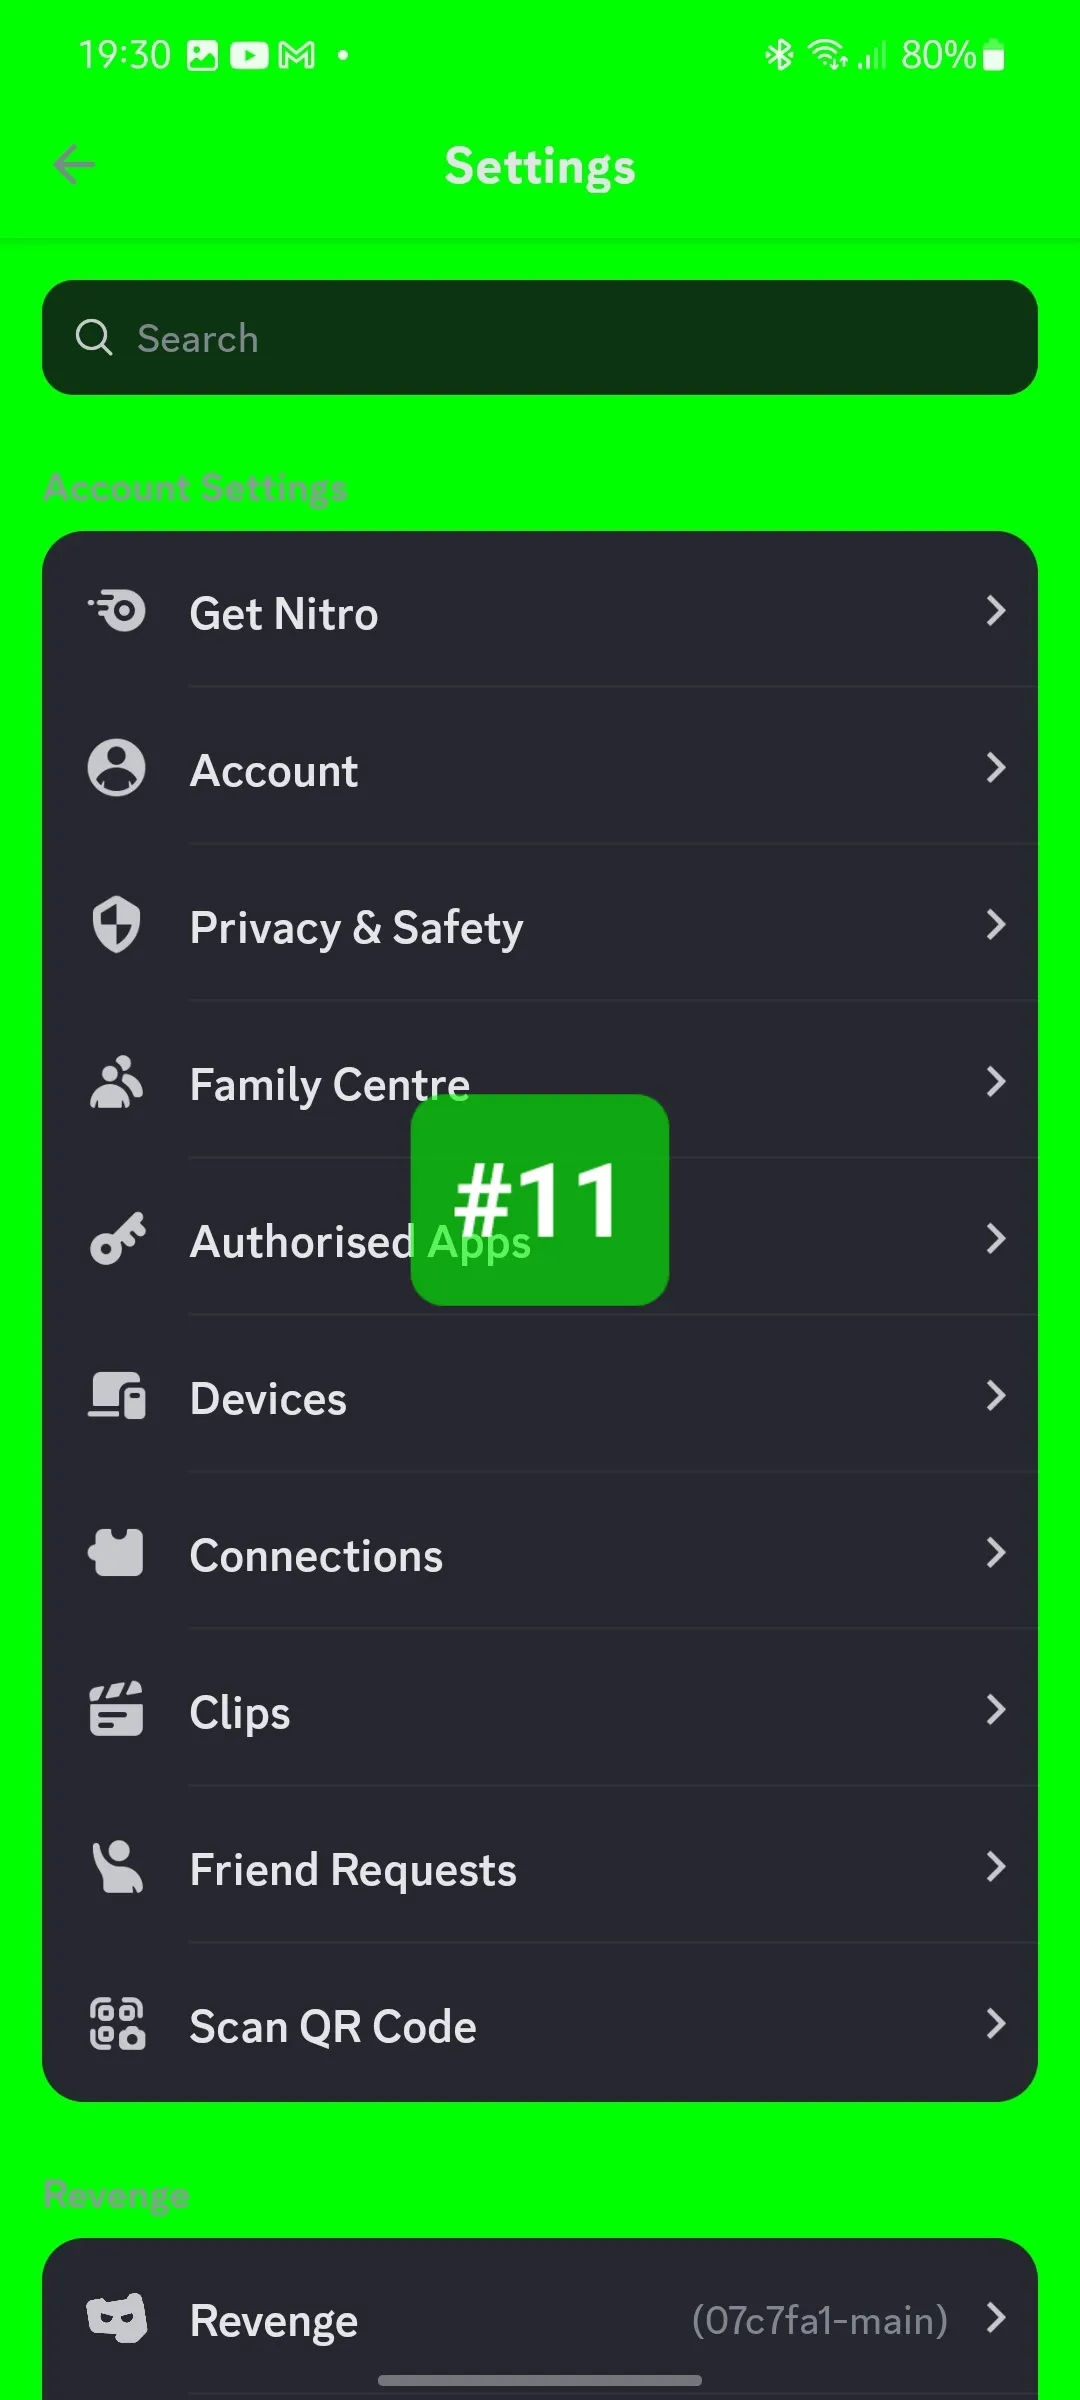 19:30
80%
Settings
Search
Account Settings
Get Nitro
Account
Privacy & Safety
Family Centre
#11
Authorised Apps
Devices
Connections
Clips
Friend Requests
Scan QR Code
Revenge
Revenge (07c7fa1-main)